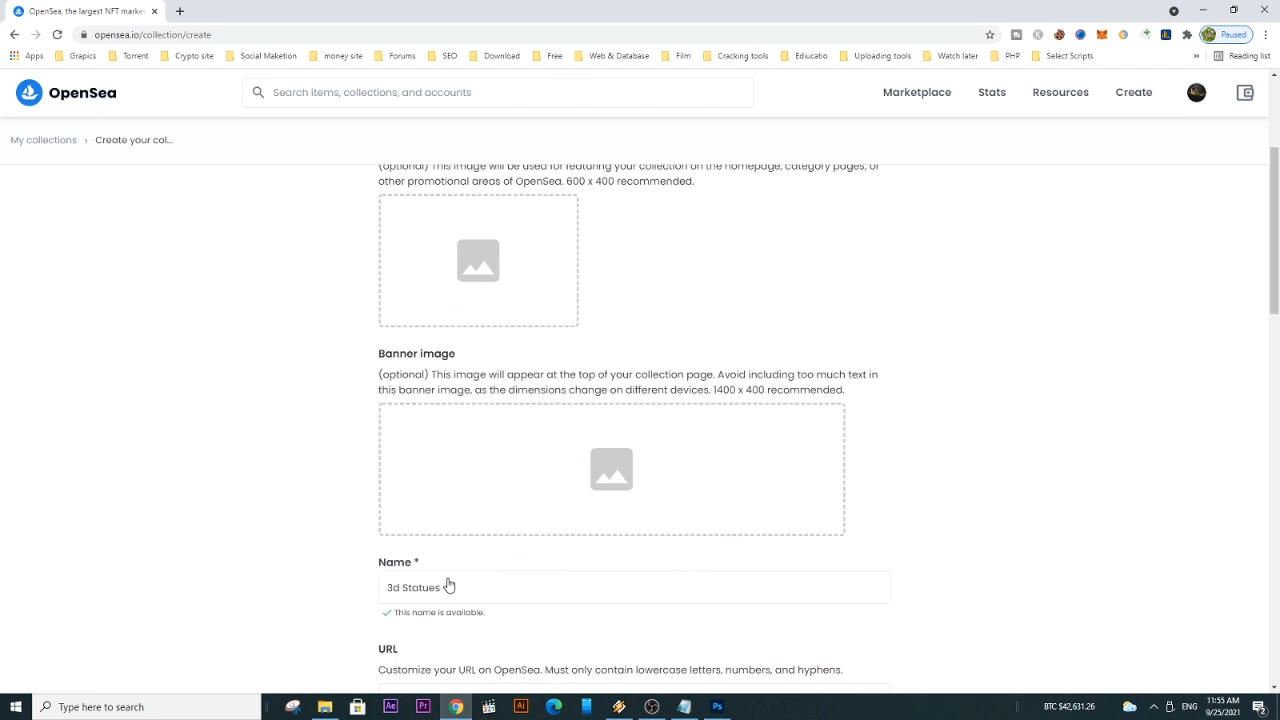 OpenSea, the largest NFT market
opensea.io/collection/create
Paused
Apps
Grapics
Torrent
Crypto site
Social Maketion
money site
Forums
SEO
Download
Free
Web & Database
Film
Cracking tools
Educatio
Uploading tools
Watch later
PHP
Select Scripts
»
Reading list
OpenSea
Search items, collections, and accounts
Marketplace
Stats
Resources
Create
My collections › Create your col...
(optional) This image will be used for featuring your collection on the homepage, category pages, or
other promotional areas of OpenSea. 600 x 400 recommended.
Banner image
(optional) This image will appear at the top of your collection page. Avoid including too much text in
this banner image, as the dimensions change on different devices. 1400 x 400 recommended.
Name *
3d Statues
This name is available.
URL
Customize your URL on OpenSea. Must only contain lowercase letters, numbers, and hyphens.
Type here to search
Ae
Pr
Ai
Ps
BTC $42,631.26
ENG
11:55 AM
9/25/2021
2